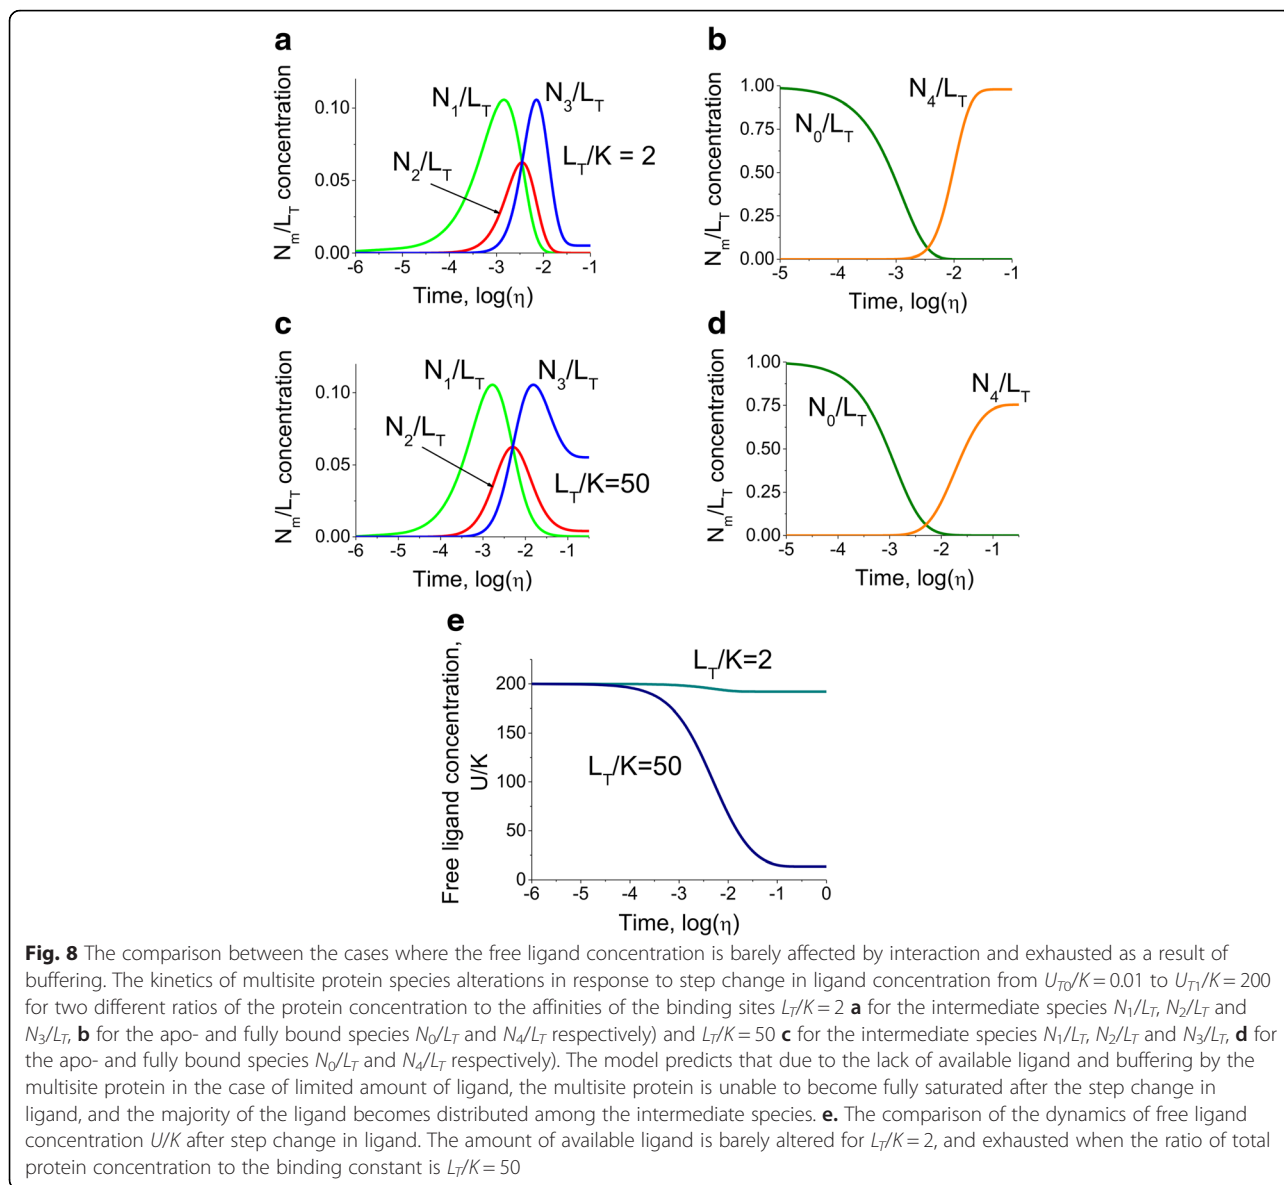 a
N1/LT
N3/LT
N2/LT
LT/K = 2
Nm/LT concentration
0.10
0.05
0.00
-6 -5 -4 -3 -2 -1
Time, log(η)
b
N4/LT
N0/LT
Nm/LT concentration
1.00
0.75
0.50
0.25
0.00
-5 -4 -3 -2 -1
Time, log(η)
c
N1/LT
N3/LT
N2/LT
LT/K=50
Nm/LT concentration
0.10
0.05
0.00
-6 -5 -4 -3 -2 -1
Time, log(η)
d
N4/LT
N0/LT
Nm/LT concentration
1.00
0.75
0.50
0.25
0.00
-5 -4 -3 -2 -1
Time, log(η)
e
LT/K=2
LT/K=50
Free ligand concentration,
U/K
200
150
100
50
0
-6 -5 -4 -3 -2 -1 0
Time, log(η)
Fig. 8 The comparison between the cases where the free ligand concentration is barely affected by interaction and exhausted as a result of
buffering. The kinetics of multisite protein species alterations in response to step change in ligand concentration from UT0/K = 0.01 to UT1/K = 200
for two different ratios of the protein concentration to the affinities of the binding sites LT/K = 2 a for the intermediate species N1/LT, N2/LT and
N3/LT, b for the apo- and fully bound species N0/LT and N4/LT respectively) and LT/K = 50 c for the intermediate species N1/LT, N2/LT and N3/LT, d for
the apo- and fully bound species N0/LT and N4/LT respectively). The model predicts that due to the lack of available ligand and buffering by the
multisite protein in the case of limited amount of ligand, the multisite protein is unable to become fully saturated after the step change in
ligand, and the majority of the ligand becomes distributed among the intermediate species. e. The comparison of the dynamics of free ligand
concentration U/K after step change in ligand. The amount of available ligand is barely altered for LT/K = 2, and exhausted when the ratio of total
protein concentration to the binding constant is LT/K = 50